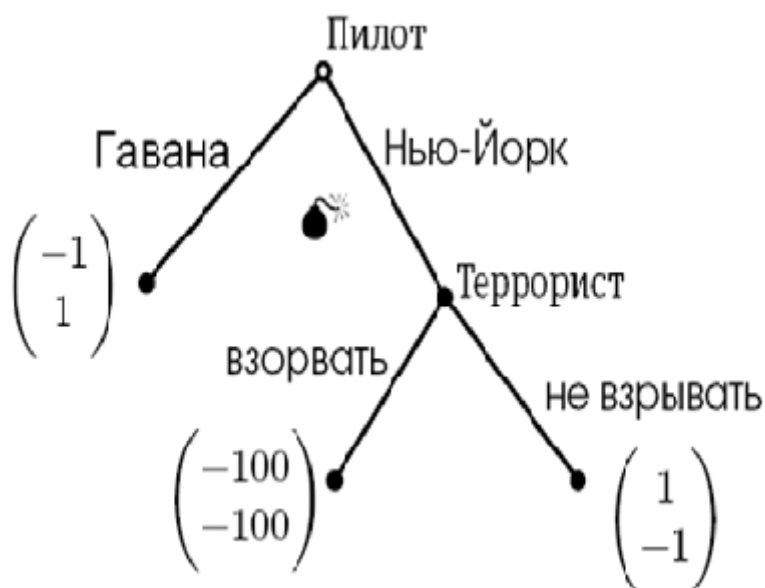 Пилот
Гавана
Нью-Йорк
-1
1
Террорист
взорвать
не взрывать
-100
-100
1
-1